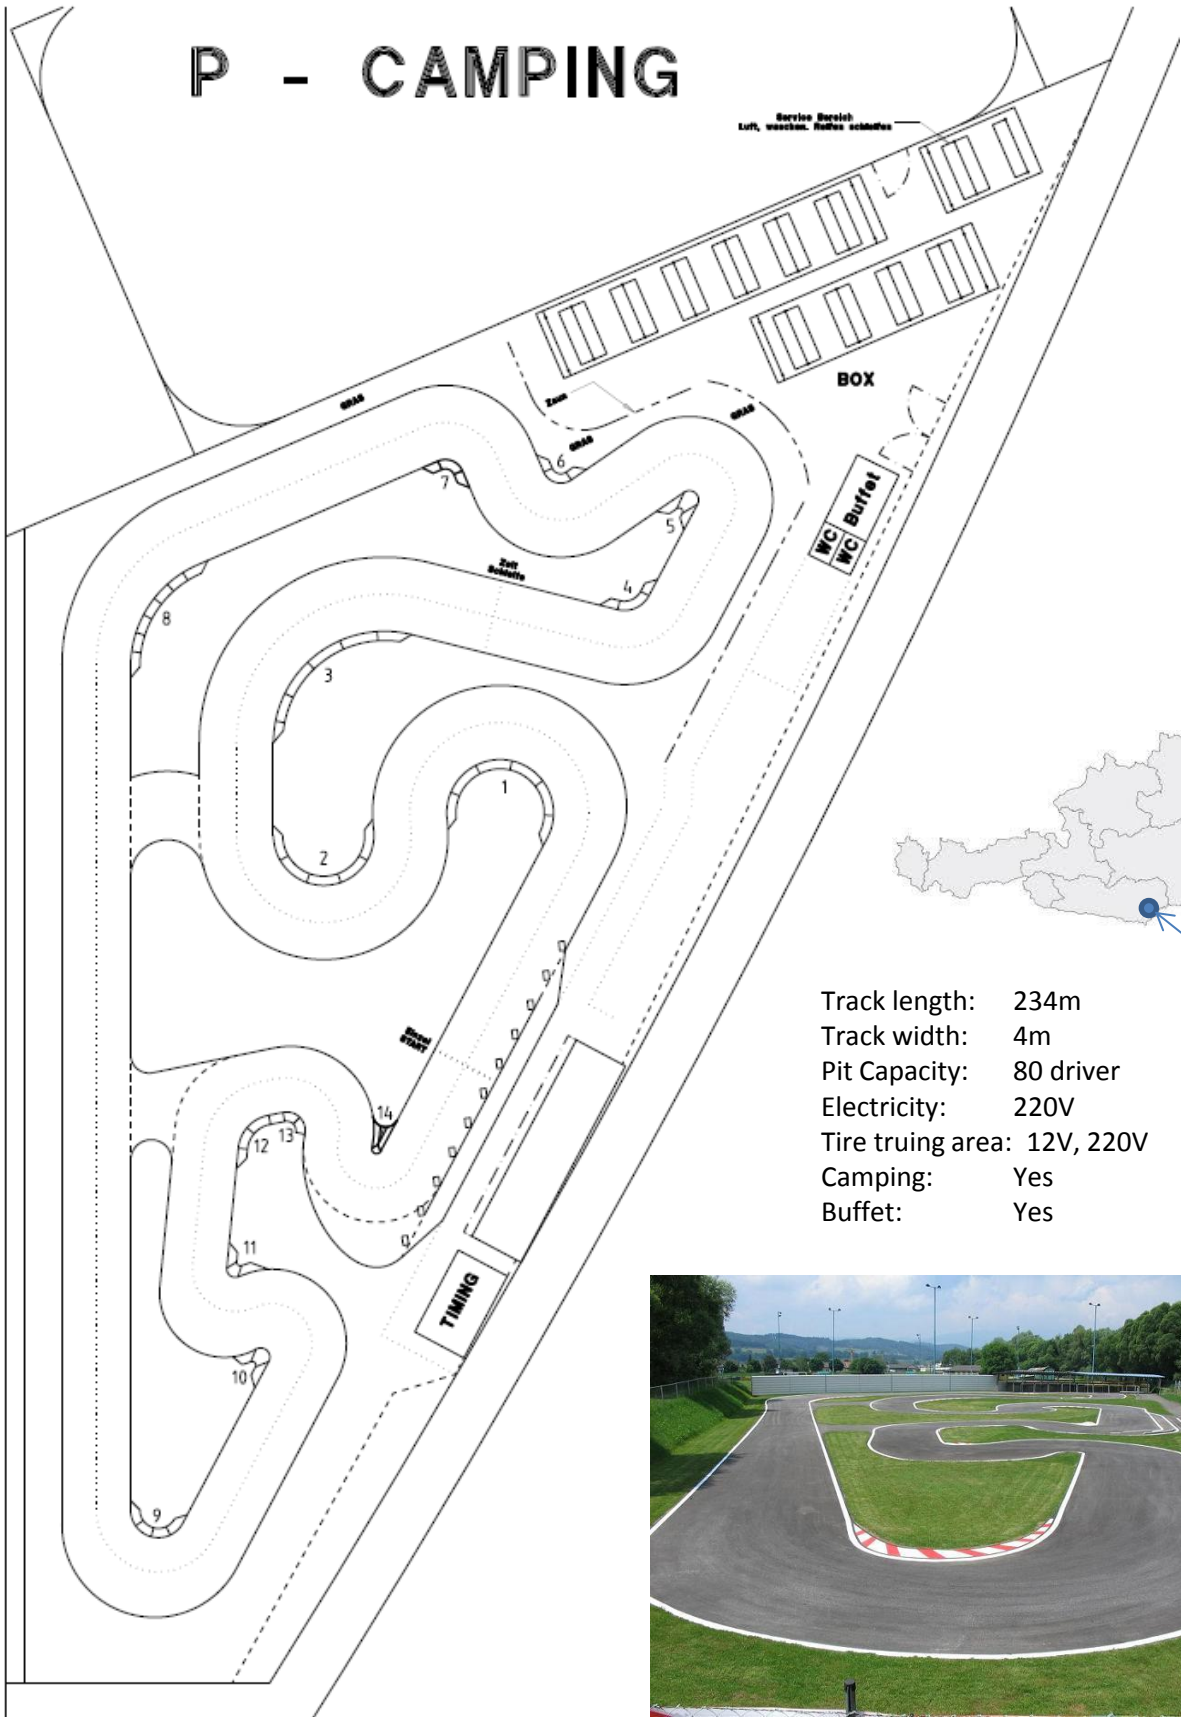 P - CAMPING
Service Bereich
Luft, waschen. Reifen schleifen
BOX
Zaun
GRAS
GRAS
GRAS
6
7
5
Buffet
WC
WC
Zeit
Schleife
4
8
3
1
2
Track length: 234m
Track width: 4m
Pit Capacity: 80 driver
Electricity: 220V
Tire truing area: 12V, 220V
Camping: Yes
Buffet: Yes
Einzel
START
14
13
12
11
TIMING
10
9